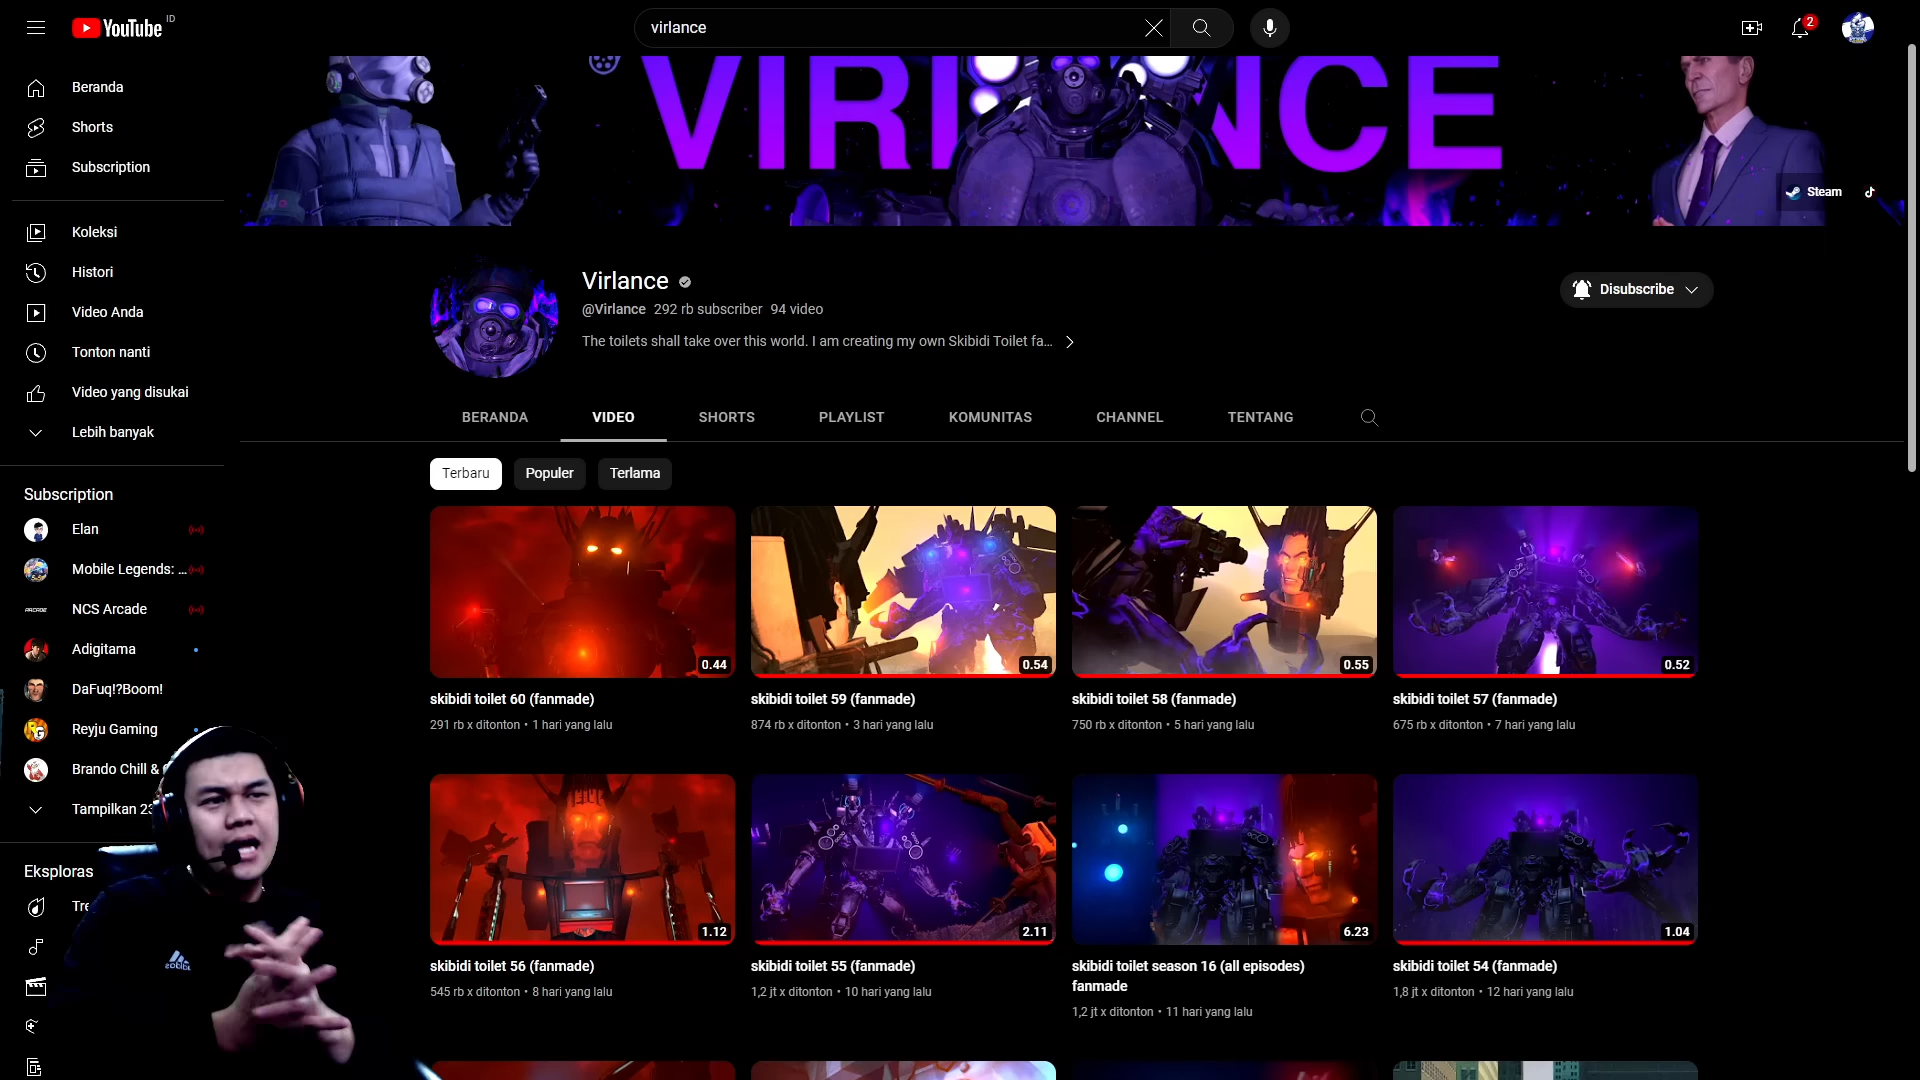 YouTube ID
virlance
2
VIRLANCE
Steam
Beranda
Shorts
Subscription
Koleksi
Histori
Video Anda
Tonton nanti
Video yang disukai
Lebih banyak
Subscription
Elan
Mobile Legends: ...
NCS Arcade
Adigitama
DaFuq!?Boom!
Reyju Gaming
Brando Chill &
Tampilkan 23
Eksploras
Tre
Virlance
@Virlance 292 rb subscriber 94 video
The toilets shall take over this world. I am creating my own Skibidi Toilet fa...
Disubscribe
BERANDA VIDEO SHORTS PLAYLIST KOMUNITAS CHANNEL TENTANG
Terbaru Populer Terlama
0.44
skibidi toilet 60 (fanmade)
291 rb x ditonton • 1 hari yang lalu
0.54
skibidi toilet 59 (fanmade)
874 rb x ditonton • 3 hari yang lalu
0.55
skibidi toilet 58 (fanmade)
750 rb x ditonton • 5 hari yang lalu
0.52
skibidi toilet 57 (fanmade)
675 rb x ditonton • 7 hari yang lalu
1.12
skibidi toilet 56 (fanmade)
545 rb x ditonton • 8 hari yang lalu
2.11
skibidi toilet 55 (fanmade)
1,2 jt x ditonton • 10 hari yang lalu
6.23
skibidi toilet season 16 (all episodes)
fanmade
1,2 jt x ditonton • 11 hari yang lalu
1.04
skibidi toilet 54 (fanmade)
1,8 jt x ditonton • 12 hari yang lalu